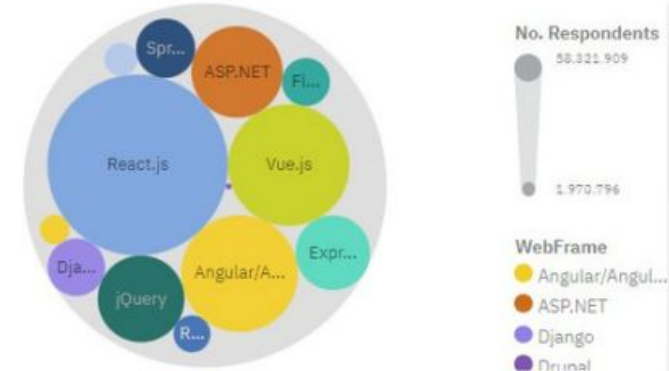 Spr...
ASP.NET
Fl...
React.js
Vue.js
Dja...
Angular/A...
Expr...
jQuery
R...
No. Respondents
58.321.909
1.970.796
WebFrame
Angular/Angul...
ASP.NET
Django
Drupal